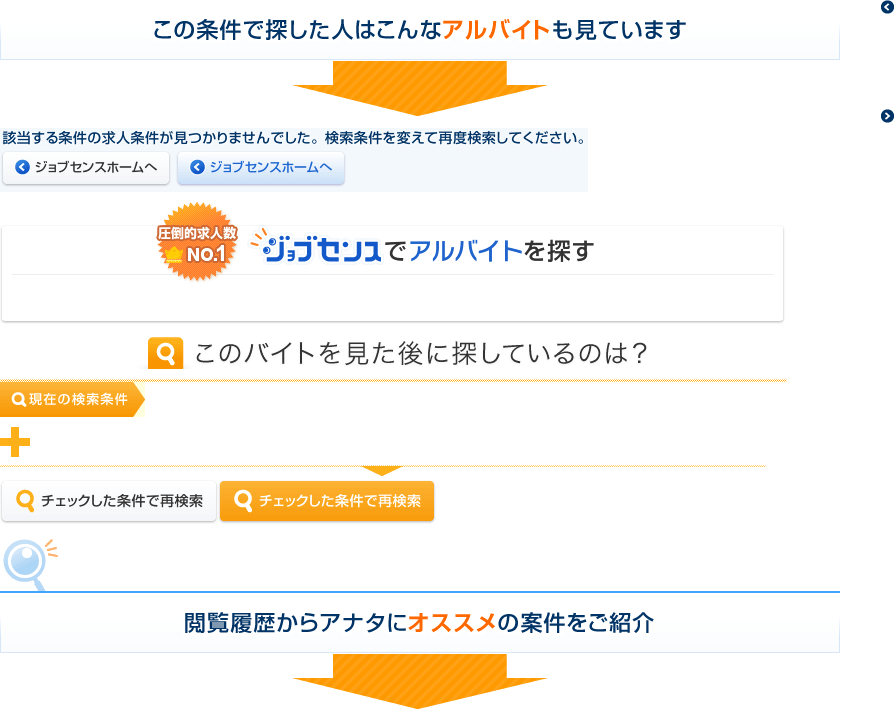 この条件で探した人はこんなアルバイトも見ています
該当する条件の求人条件が見つかりませんでした。検索条件を変えて再度検索してください。
ジョブセンスホームへ ジョブセンスホームへ
圧倒的求人数
NO.1
ジョブセンスでアルバイトを探す
このバイトを見た後に探しているのは？
現在の検索条件
チェックした条件で再検索 チェックした条件で再検索
閲覧履歴からアナタにオススメの案件をご紹介